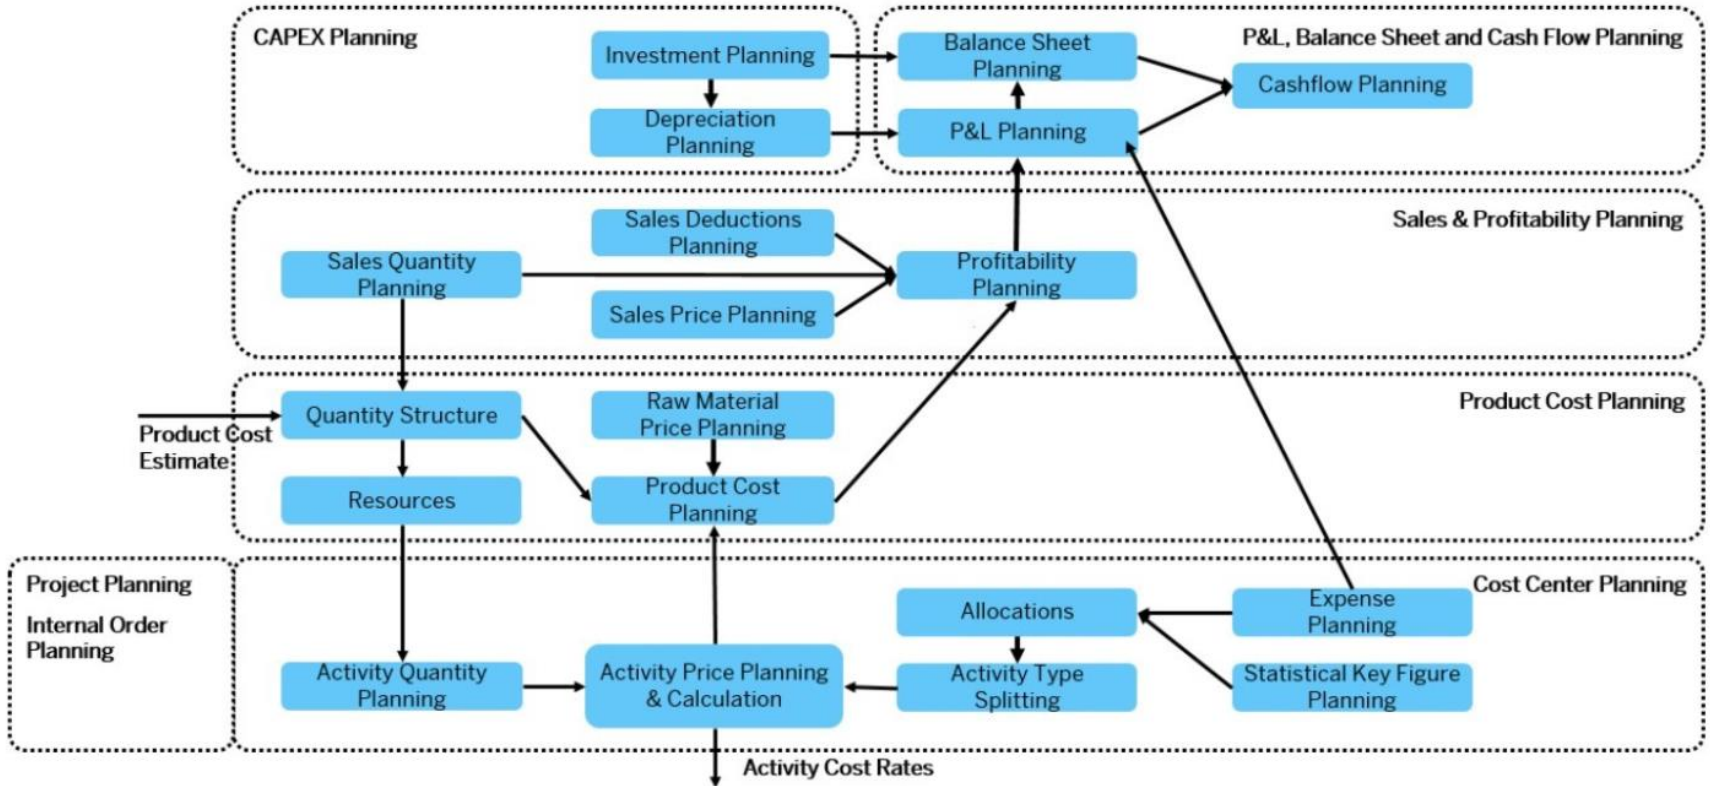 CAPEX Planning
Investment Planning
Depreciation
Planning
P&L, Balance Sheet and Cash Flow Planning
Balance Sheet
Planning
Cashflow Planning
P&L Planning
Sales & Profitability Planning
Sales Deductions
Planning
Sales Quantity
Planning
Profitability
Planning
Sales Price Planning
Product Cost Planning
Quantity Structure
Raw Material
Price Planning
Product Cost
Estimate
Resources
Product Cost
Planning
Project Planning
Internal Order
Planning
Cost Center Planning
Allocations
Expense
Planning
Activity Quantity
Planning
Activity Price Planning
& Calculation
Activity Type
Splitting
Statistical Key Figure
Planning
Activity Cost Rates